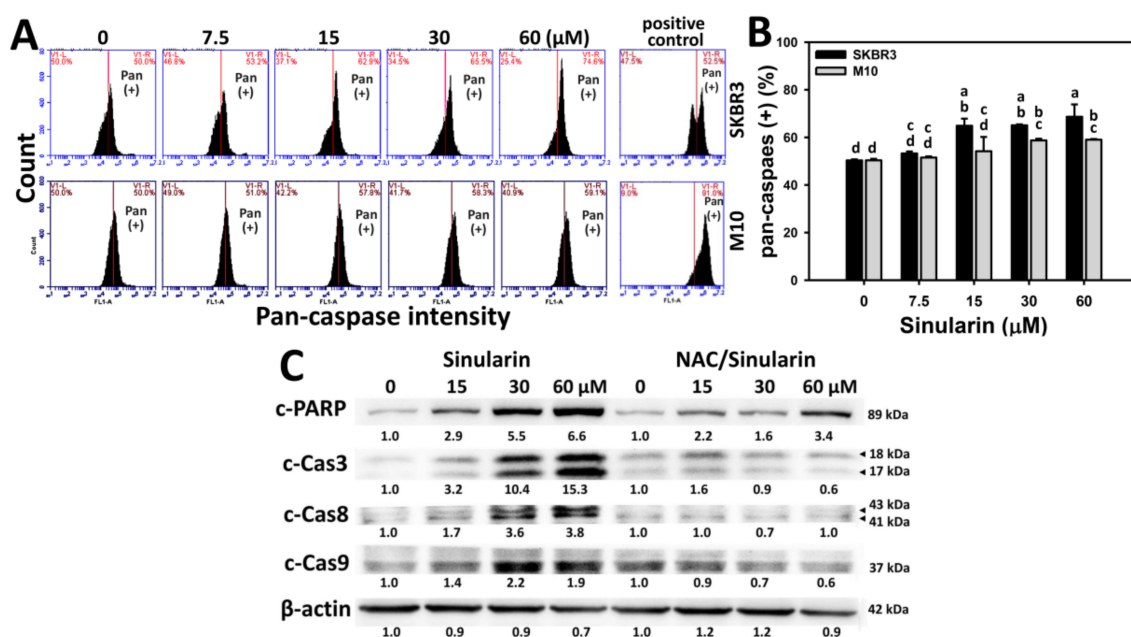 A
0 7.5 15 30 60 (μM) positive control
V1-L V1-R
50.0% 50.0%
Pan (+)
V1-L V1-R
46.8% 53.2%
Pan (+)
V1-L V1-R
37.1% 62.9%
Pan (+)
V1-L V1-R
34.5% 65.5%
Pan (+)
V1-L V1-R
25.4% 74.6%
Pan (+)
V1-L V1-R
47.5% 52.5%
Pan (+)
SKBR3
Count
V1-L V1-R
50.0% 50.0%
Pan (+)
V1-L V1-R
49.0% 51.0%
Pan (+)
V1-L V1-R
42.2% 57.8%
Pan (+)
V1-L V1-R
41.7% 58.3%
Pan (+)
V1-L V1-R
40.9% 59.1%
Pan (+)
V1-L V1-R
9.0% 91.0%
Pan (+)
M10
Count
FL1-A FL1-A FL1-A FL1-A FL1-A FL1-A
Pan-caspase intensity
B
pan-caspaes (+) (%)
100
80
60
40
20
0
SKBR3
M10
a a a
c c b c b b b b
d d d d d c c
0 7.5 15 30 60
Sinularin (μM)
C
Sinularin NAC/Sinularin
0 15 30 60 μM 0 15 30 60 μM
c-PARP 89 kDa
1.0 2.9 5.5 6.6 1.0 2.2 1.6 3.4
c-Cas3 18 kDa
17 kDa
1.0 3.2 10.4 15.3 1.0 1.6 0.9 0.6
c-Cas8 43 kDa
41 kDa
1.0 1.7 3.6 3.8 1.0 1.0 0.7 1.0
c-Cas9 37 kDa
1.0 1.4 2.2 1.9 1.0 0.9 0.7 0.6
β-actin 42 kDa
1.0 0.9 0.9 0.7 1.0 1.2 1.2 0.9